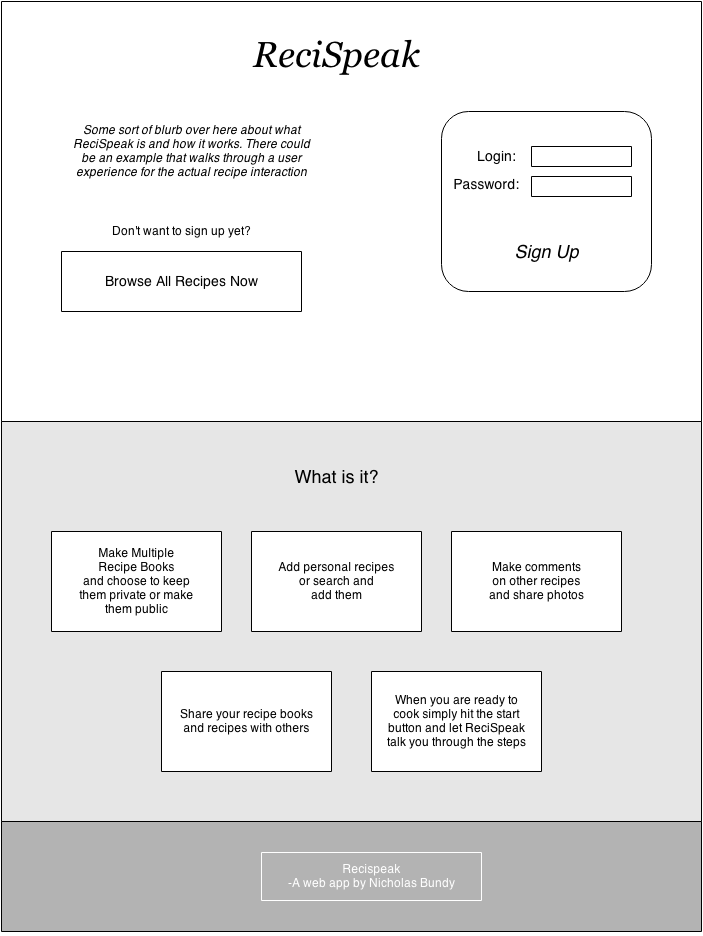 ReciSpeak
Some sort of blurb over here about what
ReciSpeak is and how it works. There could
be an example that walks through a user
experience for the actual recipe interaction
Don't want to sign up yet?
Browse All Recipes Now
Login:
Password:
Sign Up
What is it?
Make Multiple
Recipe Books
and choose to keep
them private or make
them public
Add personal recipes
or search and
add them
Make comments
on other recipes
and share photos
Share your recipe books
and recipes with others
When you are ready to
cook simply hit the start
button and let ReciSpeak
talk you through the steps
Recispeak
-A web app by Nicholas Bundy